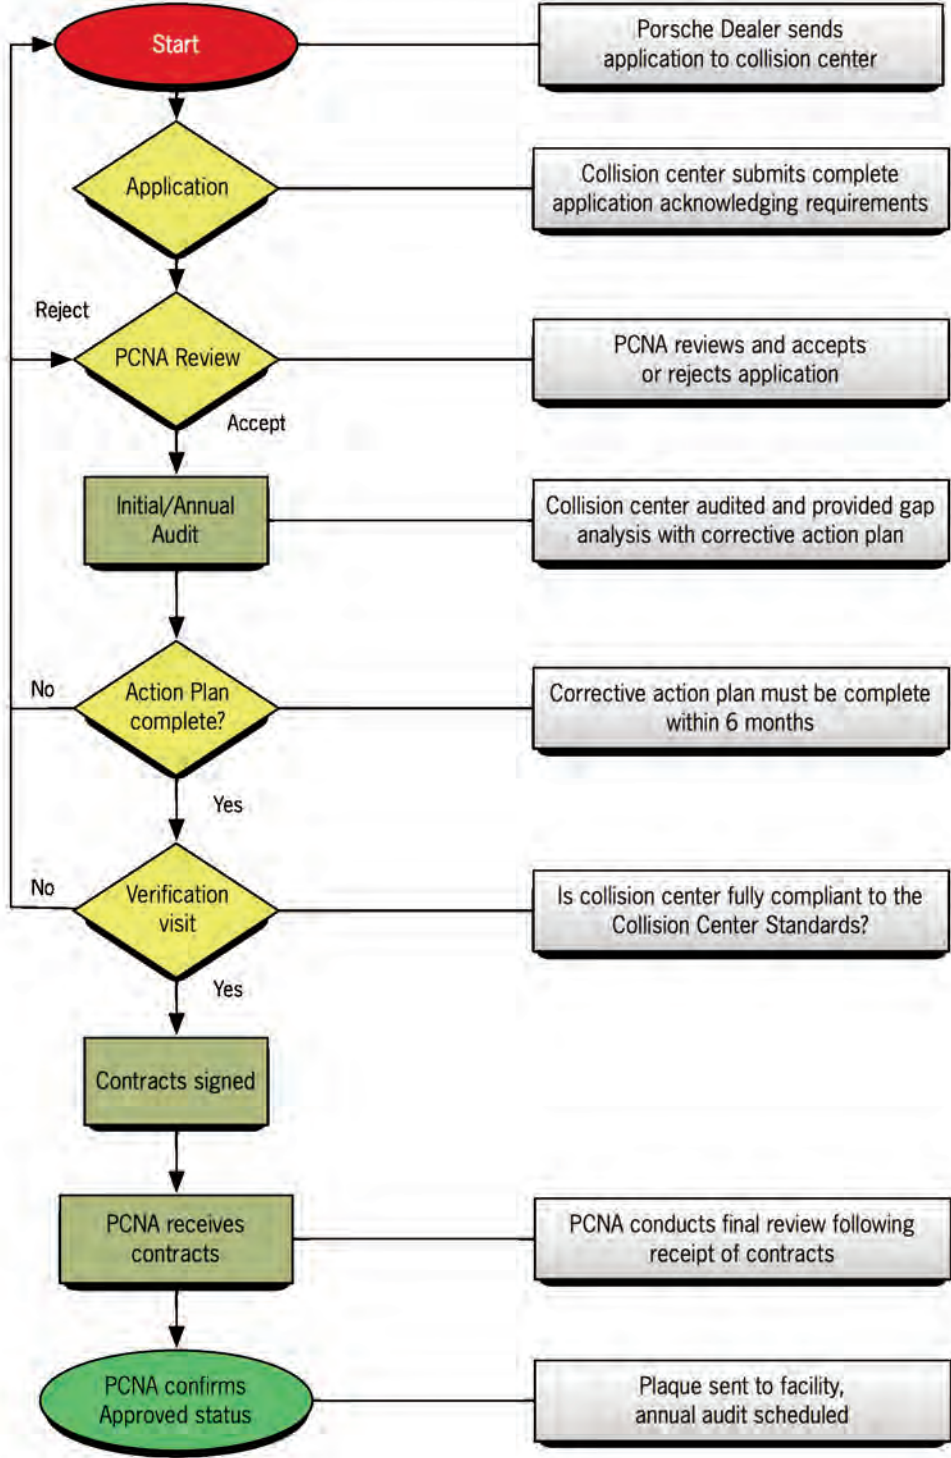 Start
Porsche Dealer sends
application to collision center
Application
Collision center submits complete
application acknowledging requirements
Reject
PCNA Review
PCNA reviews and accepts
or rejects application
Accept
Initial/Annual
Audit
Collision center audited and provided gap
analysis with corrective action plan
No
Action Plan
complete?
Corrective action plan must be complete
within 6 months
Yes
No
Verification
visit
Is collision center fully compliant to the
Collision Center Standards?
Yes
Contracts signed
PCNA receives
contracts
PCNA conducts final review following
receipt of contracts
PCNA confirms
Approved status
Plaque sent to facility,
annual audit scheduled